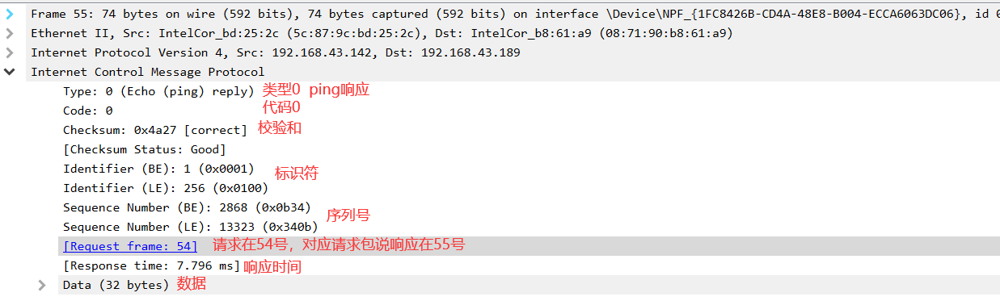 Frame 55: 74 bytes on wire (592 bits), 74 bytes captured (592 bits) on interface \Device\NPF_{1FC8426B-CD4A-48E8-B004-ECCA6063DC06}, id 0
Ethernet II, Src: IntelCor_bd:25:2c (5c:87:9c:bd:25:2c), Dst: IntelCor_b8:61:a9 (08:71:90:b8:61:a9)
Internet Protocol Version 4, Src: 192.168.43.142, Dst: 192.168.43.189
Internet Control Message Protocol
Type: 0 (Echo (ping) reply) 类型0 ping响应
Code: 0 代码0
Checksum: 0x4a27 [correct] 校验和
[Checksum Status: Good]
Identifier (BE): 1 (0x0001) 标识符
Identifier (LE): 256 (0x0100)
Sequence Number (BE): 2868 (0x0b34) 序列号
Sequence Number (LE): 13323 (0x340b)
[Request frame: 54] 请求在54号，对应请求包说响应在55号
[Response time: 7.796 ms] 响应时间
Data (32 bytes) 数据